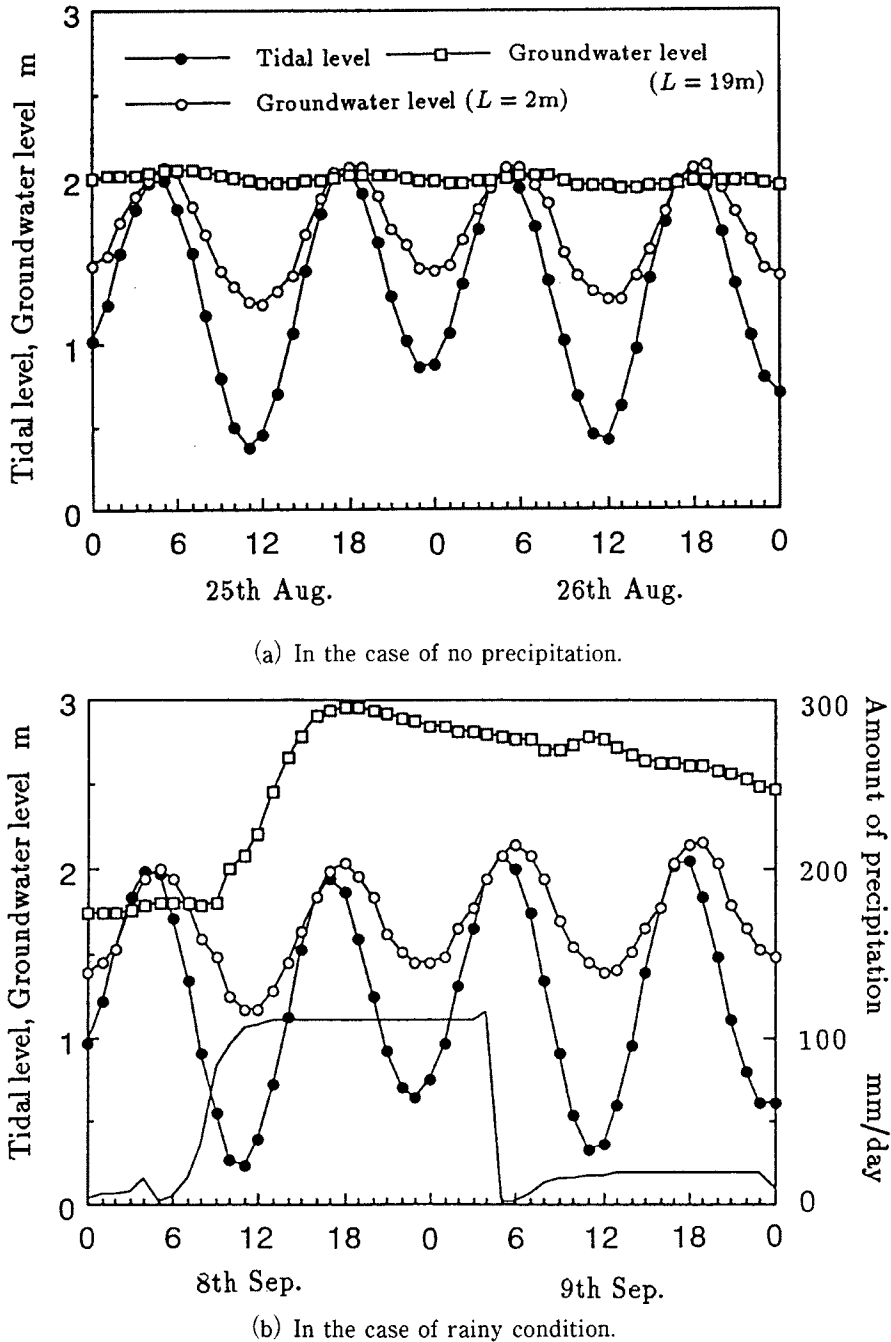 3
Tidal level
Groundwater level
(L = 19m)
Groundwater level (L = 2m)
2
1
0
Tidal level, Groundwater level m
0 6 12 18 0 6 12 18 0
25th Aug. 26th Aug.
(a) In the case of no precipitation.
3 300
2 200
1 100
0 0
Tidal level, Groundwater level m
Amount of precipitation mm/day
0 6 12 18 0 6 12 18 0
8th Sep. 9th Sep.
(b) In the case of rainy condition.